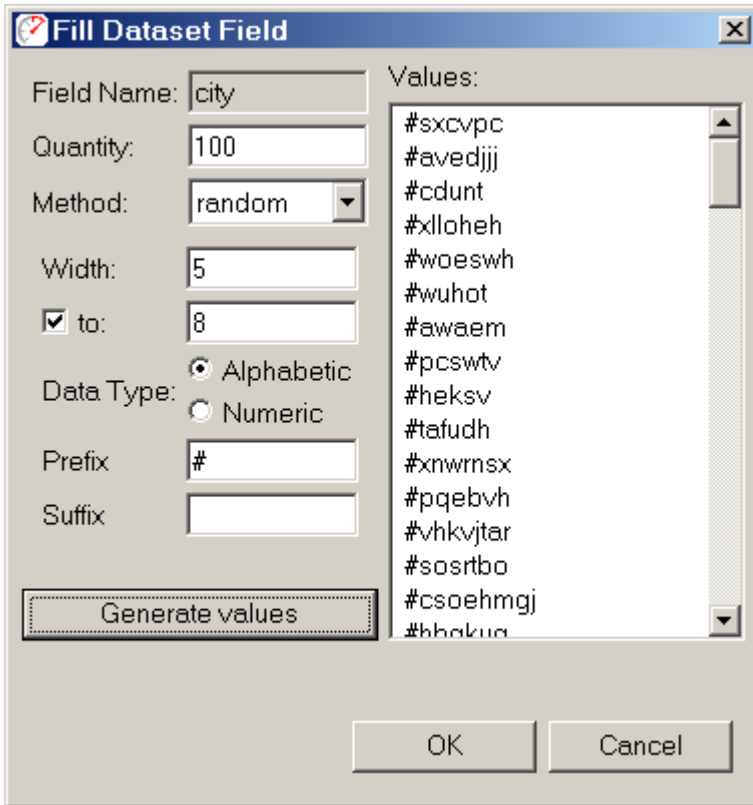 Fill Dataset Field
Field Name: city
Quantity: 100
Method: random
Width: 5
to: 8
Data Type: Alphabetic
Numeric
Prefix #
Suffix
Generate values
Values:
#sxcvpc
#avedjjj
#cdunt
#xlloheh
#woeswh
#wuhot
#awaem
#pcswtv
#heksv
#tafudh
#xnwrnsx
#pqebvh
#vhkvjtar
#sosrtbo
#csoehmgj
OK Cancel